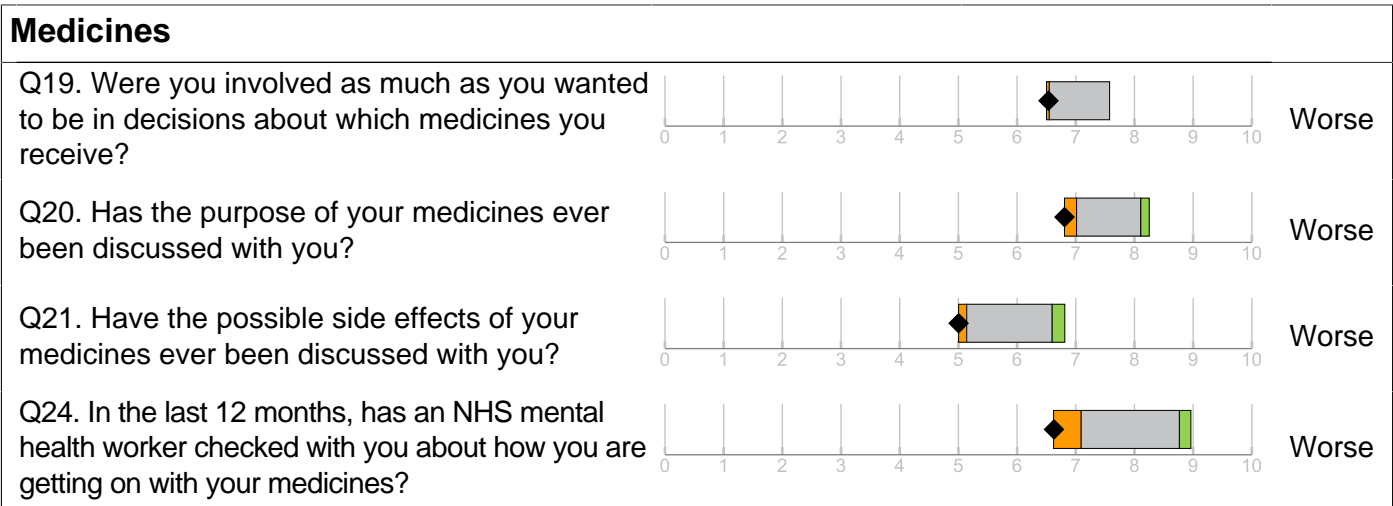 Medicines
Q19. Were you involved as much as you wanted
to be in decisions about which medicines you
receive?
0 1 2 3 4 5 6 7 8 9 10
Worse
Q20. Has the purpose of your medicines ever
been discussed with you?
0 1 2 3 4 5 6 7 8 9 10
Worse
Q21. Have the possible side effects of your
medicines ever been discussed with you?
0 1 2 3 4 5 6 7 8 9 10
Worse
Q24. In the last 12 months, has an NHS mental
health worker checked with you about how you are
getting on with your medicines?
0 1 2 3 4 5 6 7 8 9 10
Worse